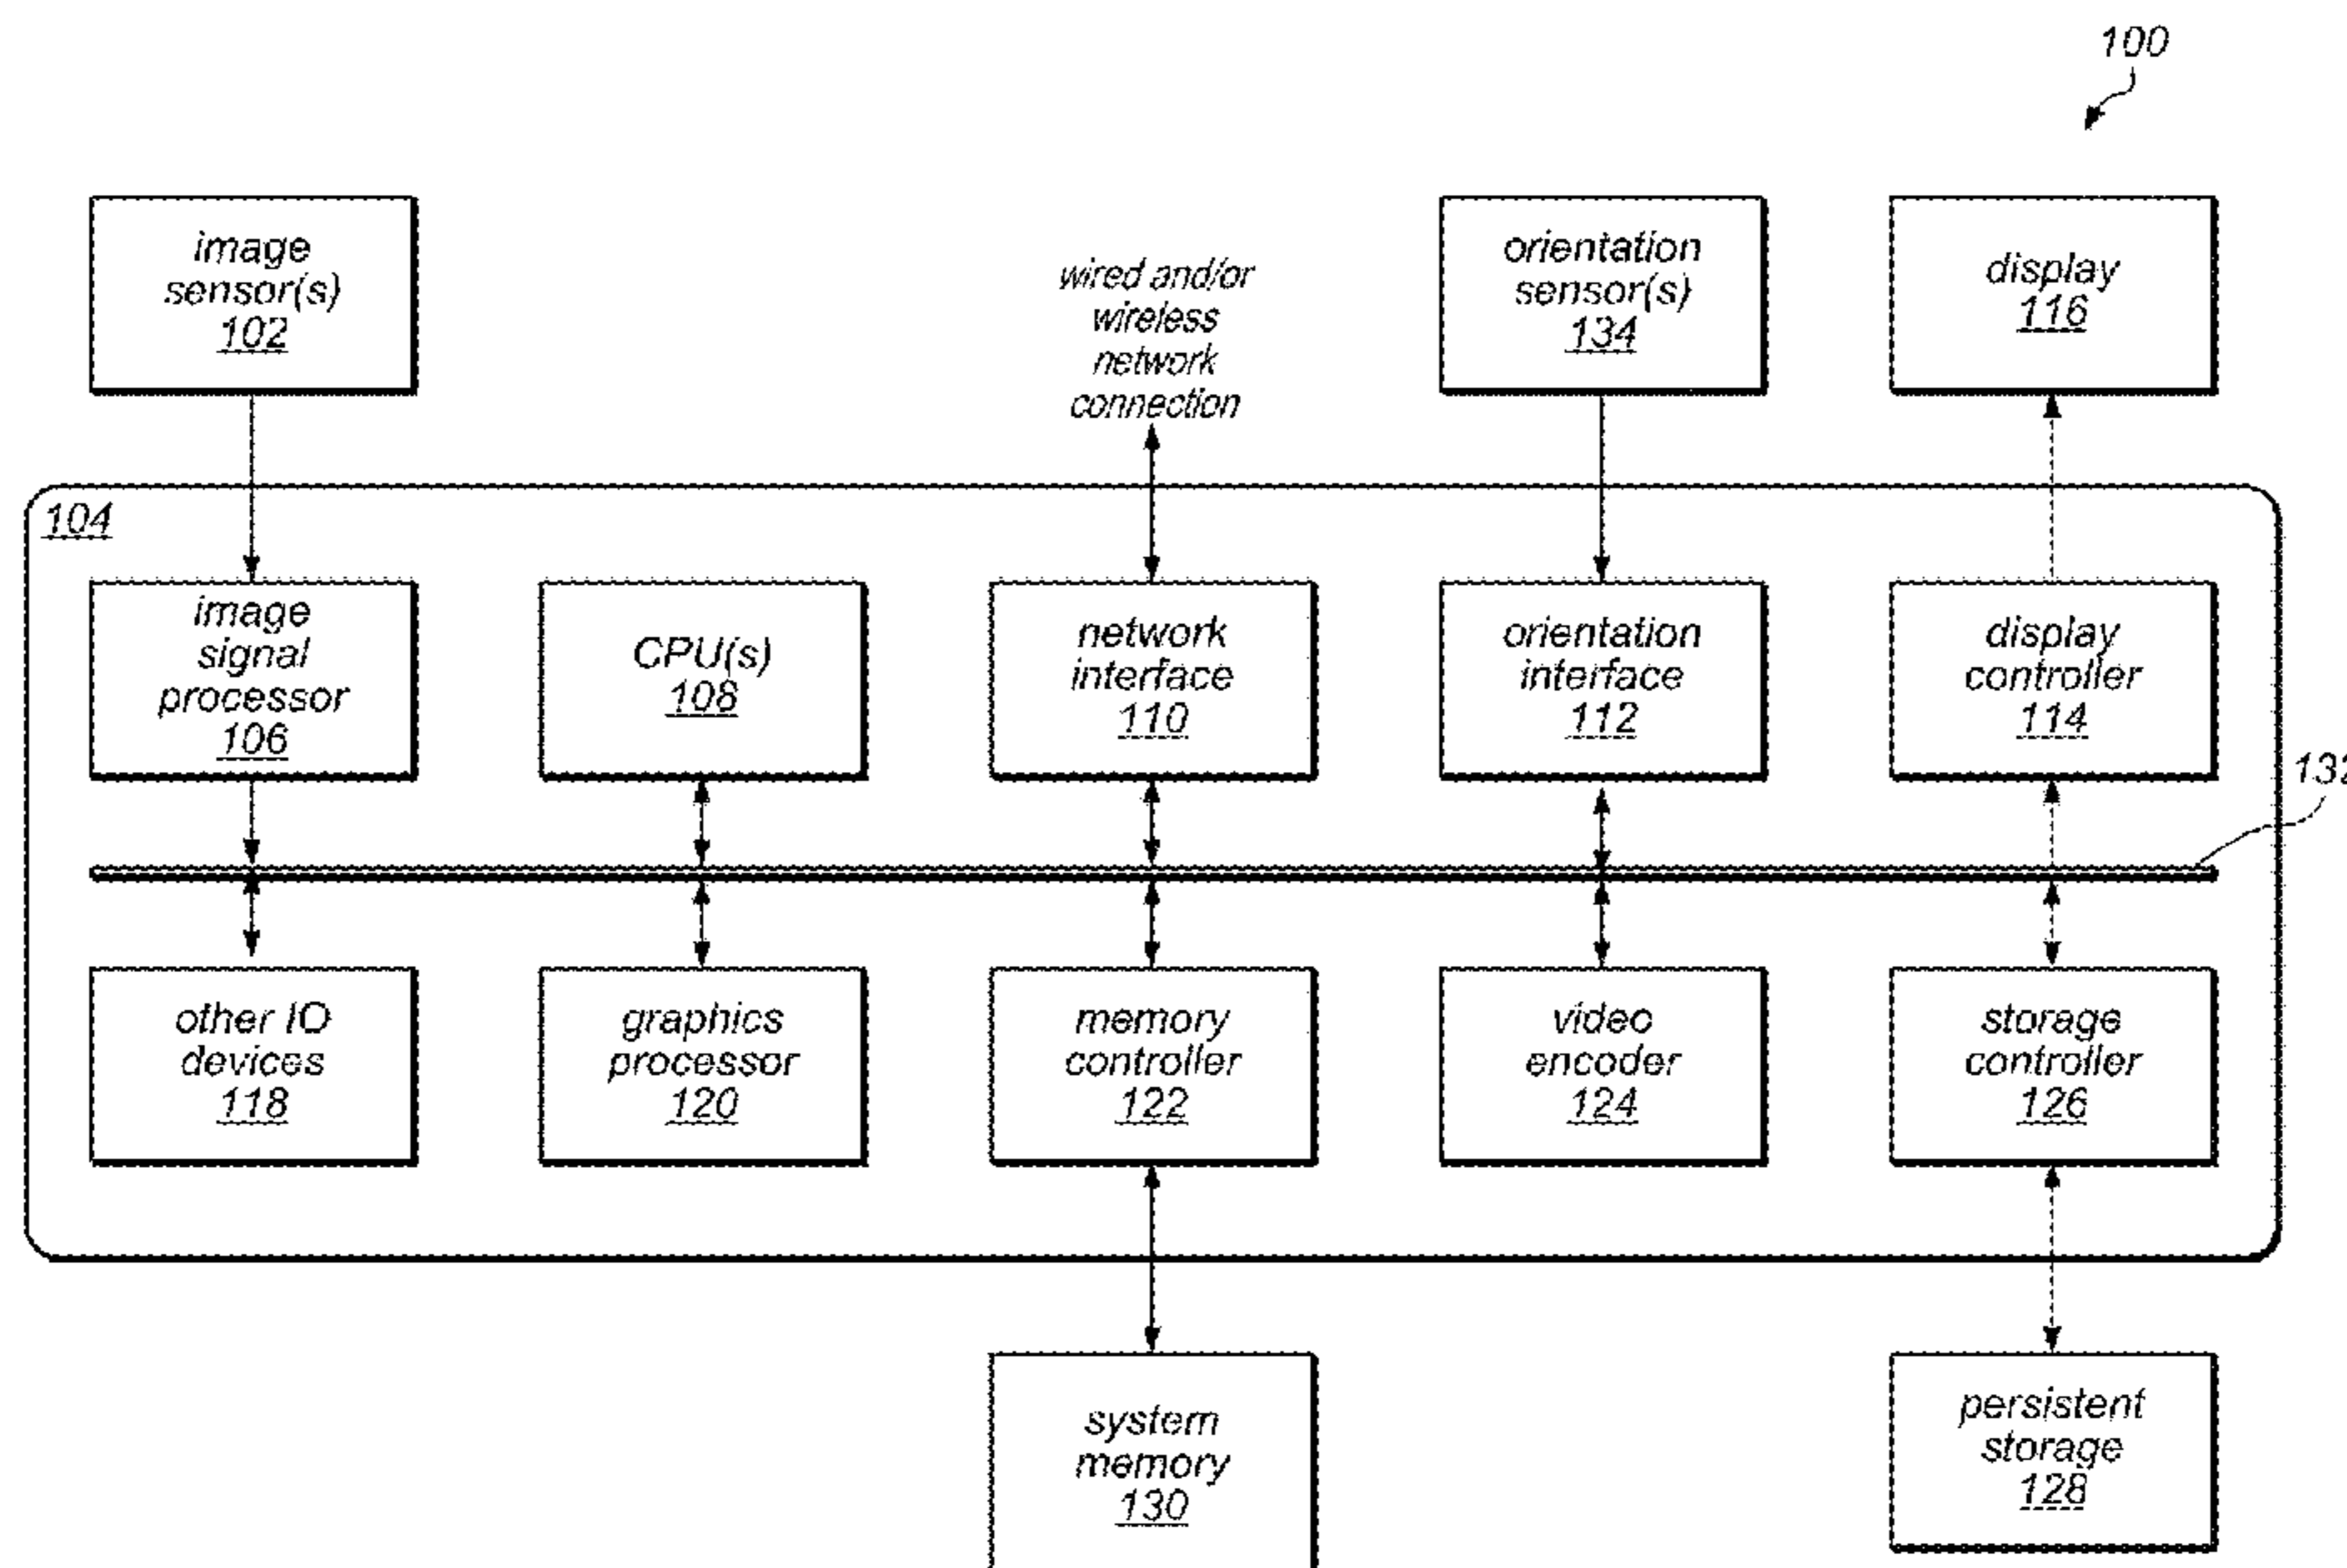 100
image
sensor(s)
102
wired and/or
wireless
network
connection
orientation
sensor(s)
134
display
116
104
image
signal
processor
106
CPU(s)
108
network
interface
110
orientation
interface
112
display
controller
114
132
other IO
devices
118
graphics
processor
120
memory
controller
122
video
encoder
124
storage
controller
126
system
memory
130
persistent
storage
128